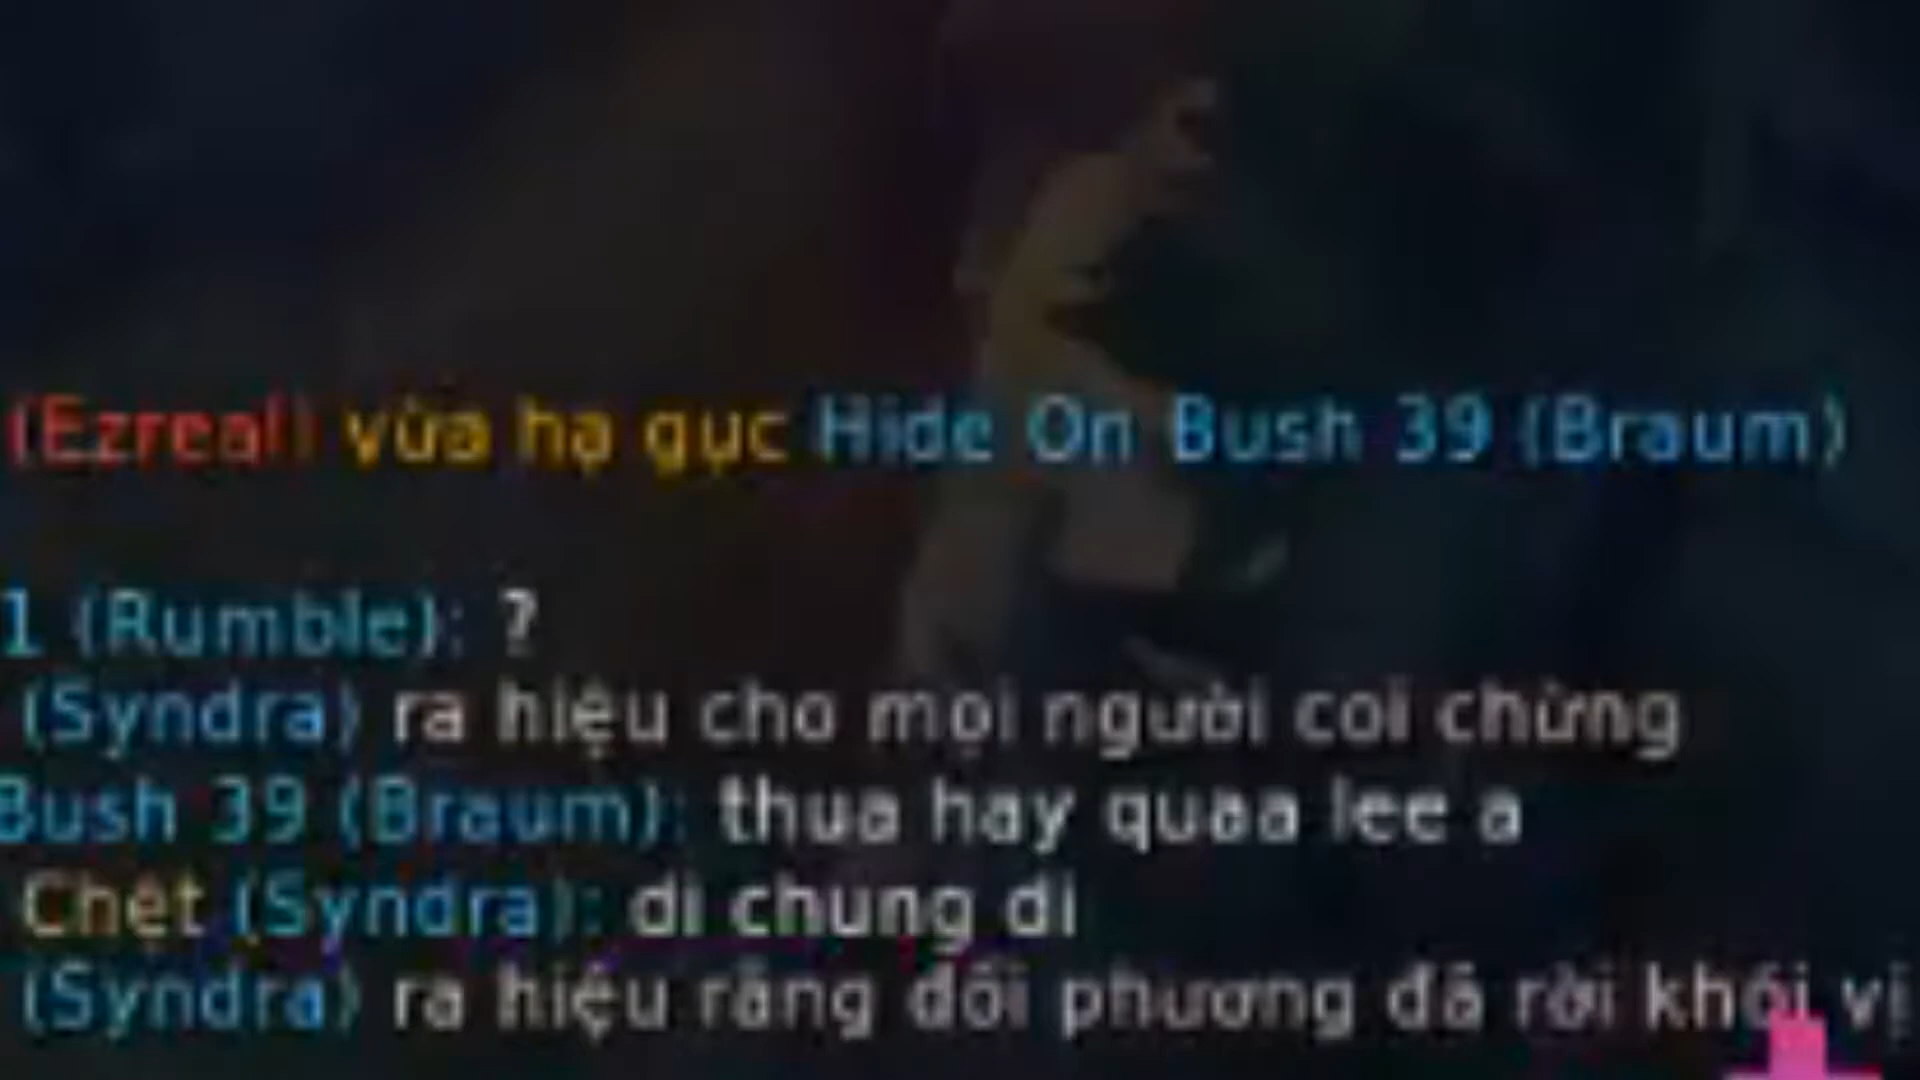 (Ezreal) vừa hạ gục Hide On Bush 39 (Braum)
1 (Rumble): ?
(Syndra) ra hiệu cho mọi người coi chừng
Bush 39 (Braum): thua hay quaa lee a
Chết (Syndra): di chung di
(Syndra) ra hiệu rằng đối phương đã rời khỏi vị